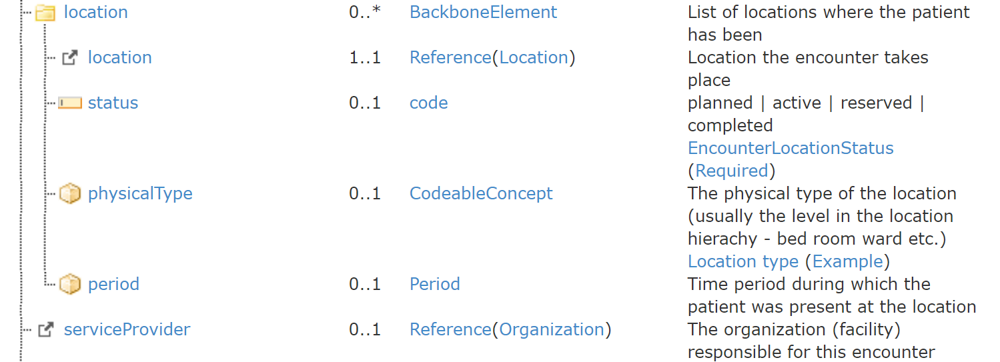 location 0..* BackboneElement List of locations where the patient
has been
location 1..1 Reference(Location) Location the encounter takes
place
status 0..1 code planned | active | reserved |
completed
EncounterLocationStatus
(Required)
physicalType 0..1 CodeableConcept The physical type of the location
(usually the level in the location
hierachy - bed room ward etc.)
Location type (Example)
period 0..1 Period Time period during which the
patient was present at the location
serviceProvider 0..1 Reference(Organization) The organization (facility)
responsible for this encounter